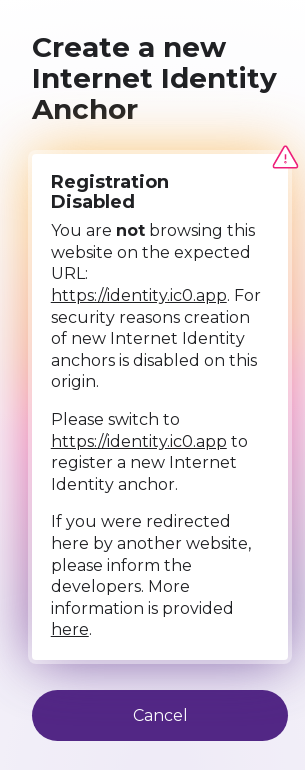 Create a new
Internet Identity
Anchor
Registration
Disabled
You are not browsing this
website on the expected
URL:
https://identity.ic0.app. For
security reasons creation
of new Internet Identity
anchors is disabled on this
origin.
Please switch to
https://identity.ic0.app to
register a new Internet
Identity anchor.
If you were redirected
here by another website,
please inform the
developers. More
information is provided
here.
Cancel